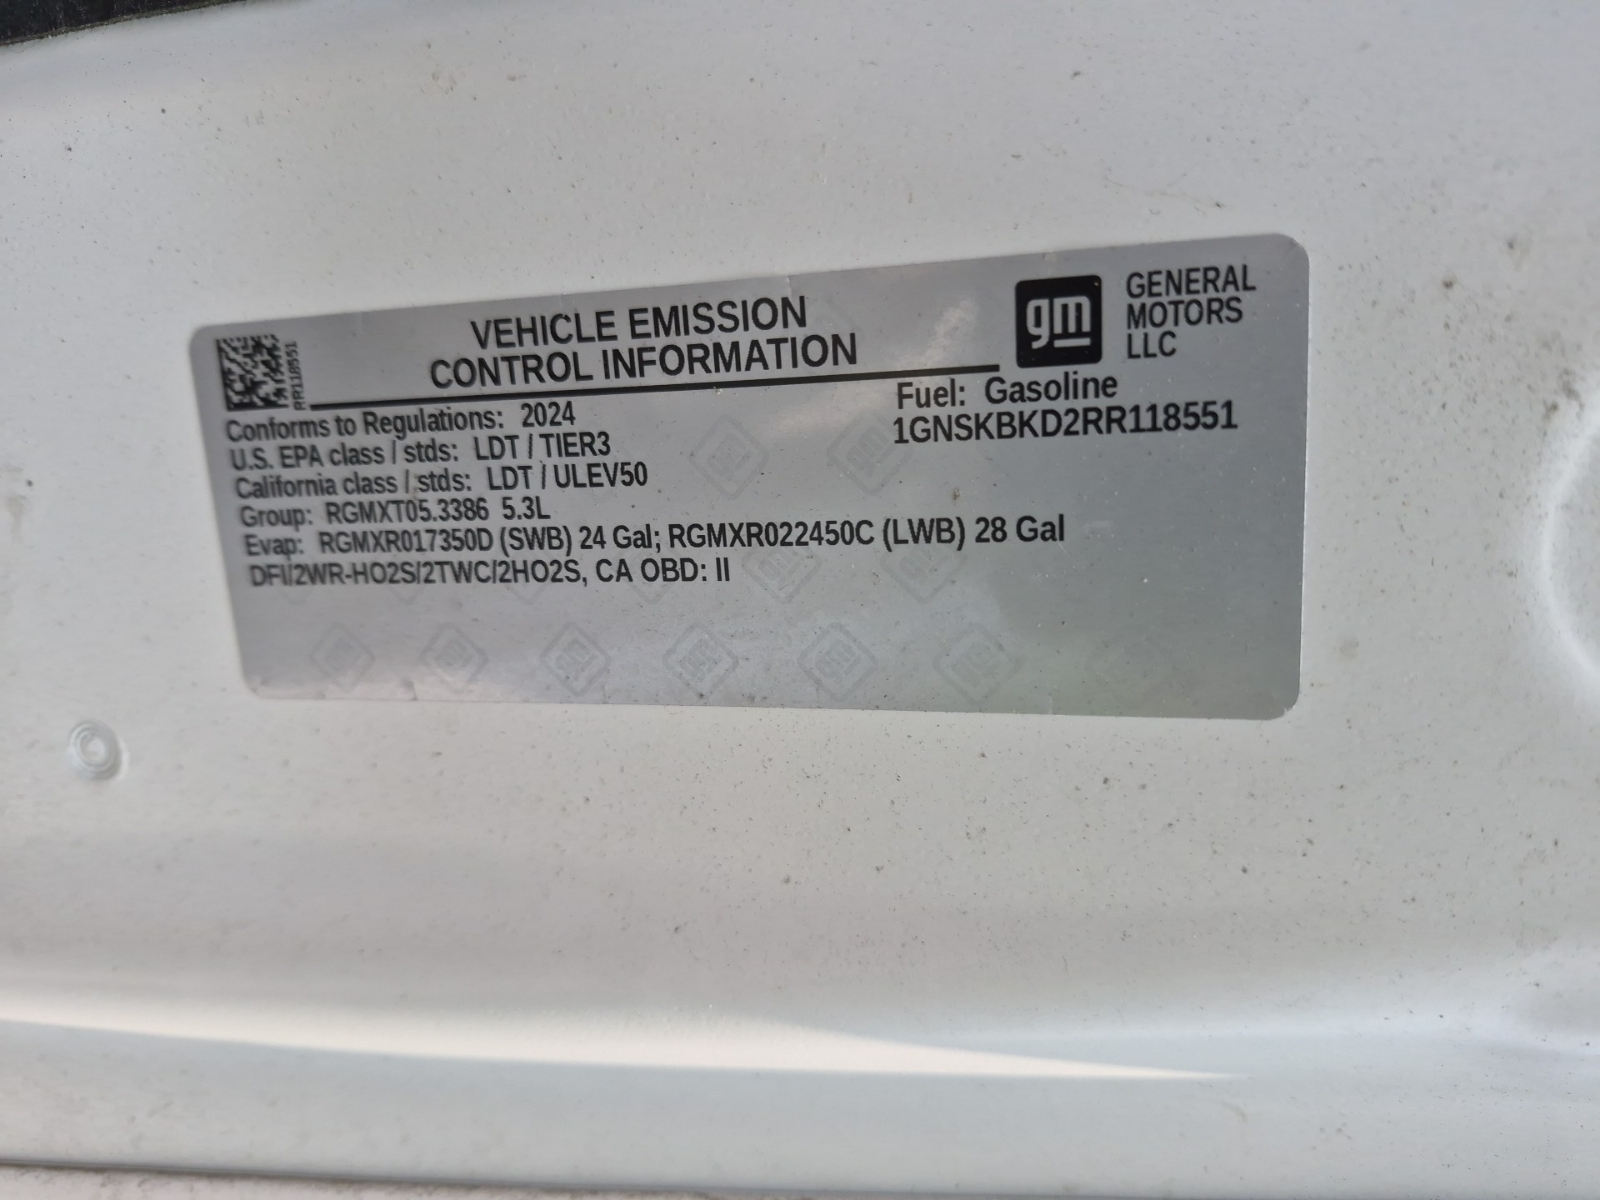 VEHICLE EMISSION
CONTROL INFORMATION
gm
GENERAL
MOTORS
LLC
RR118551
Conforms to Regulations: 2024
U.S. EPA class / stds: LDT / TIER3
California class / stds: LDT / ULEV50
Group: RGMXT05.3386 5.3L
Evap: RGMXR017350D (SWB) 24 Gal; RGMXR022450C (LWB) 28 Gal
DFI/2WR-HO2S/2TWC/2HO2S, CA OBD: II
Fuel: Gasoline
1GNSKBKD2RR118551